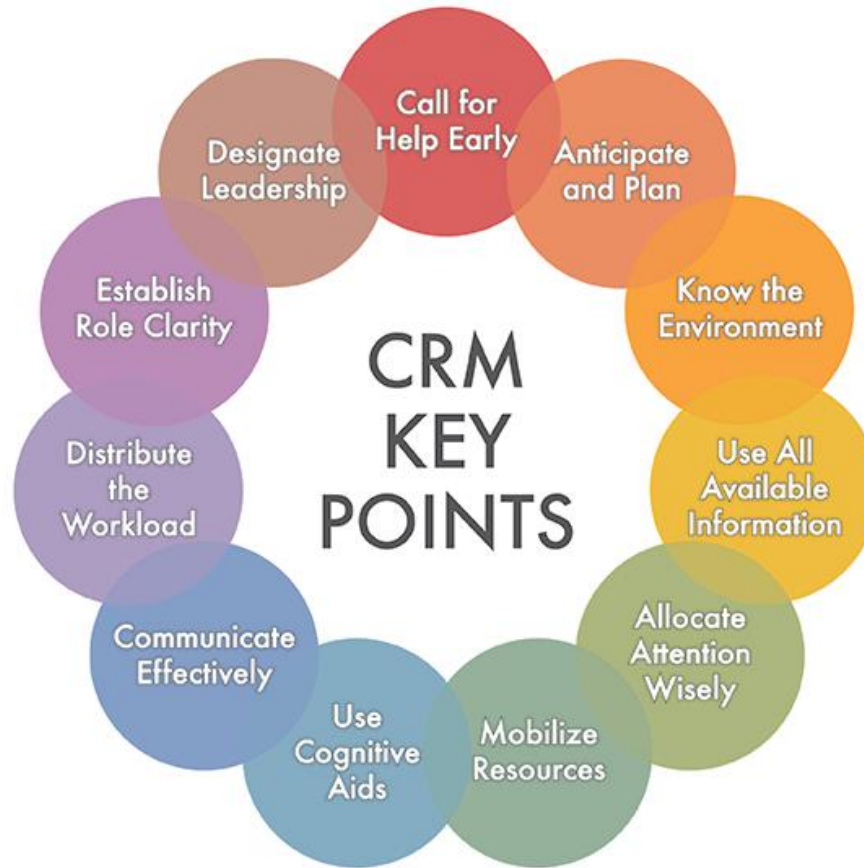 Call for
Help Early
Anticipate
and Plan
Know the
Environment
Use All
Available
Information
Allocate
Attention
Wisely
Mobilize
Resources
Use
Cognitive
Aids
Communicate
Effectively
Distribute
the
Workload
Establish
Role Clarity
Designate
Leadership
CRM
KEY
POINTS